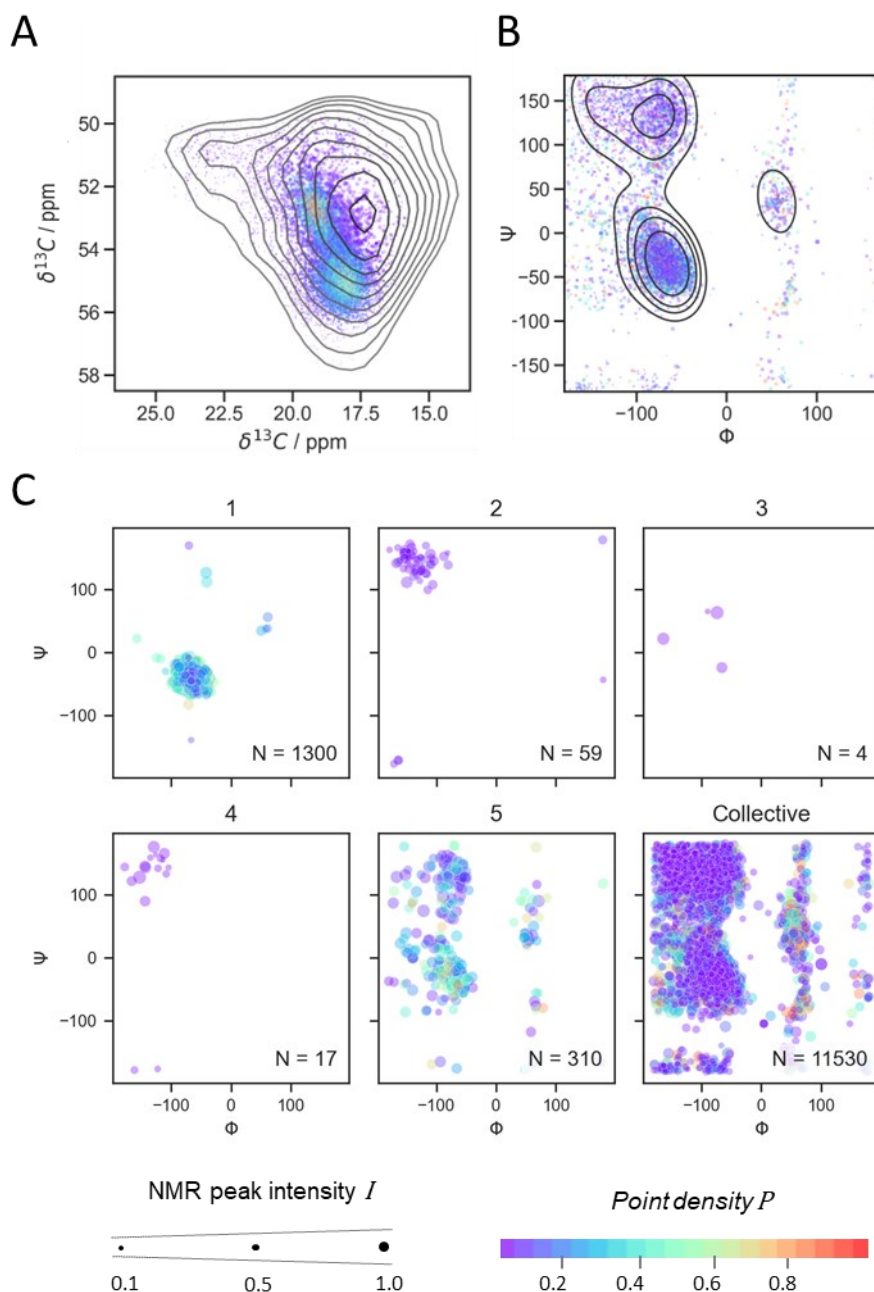 A
B
50
52
54
56
58
δ¹³C / ppm
25.0 22.5 20.0 17.5 15.0
δ¹³C / ppm
150
100
50
0
-50
-100
-150
Ψ
−100 0 100
Φ
C
1 2 3
100
0
−100
Ψ
N = 1300
N = 59
N = 4
4 5 Collective
100
0
−100
Ψ
N = 17
N = 310
N = 11530
−100 0 100
−100 0 100
−100 0 100
Φ Φ Φ
NMR peak intensity I
0.1 0.5 1.0
Point density P
0.2 0.4 0.6 0.8